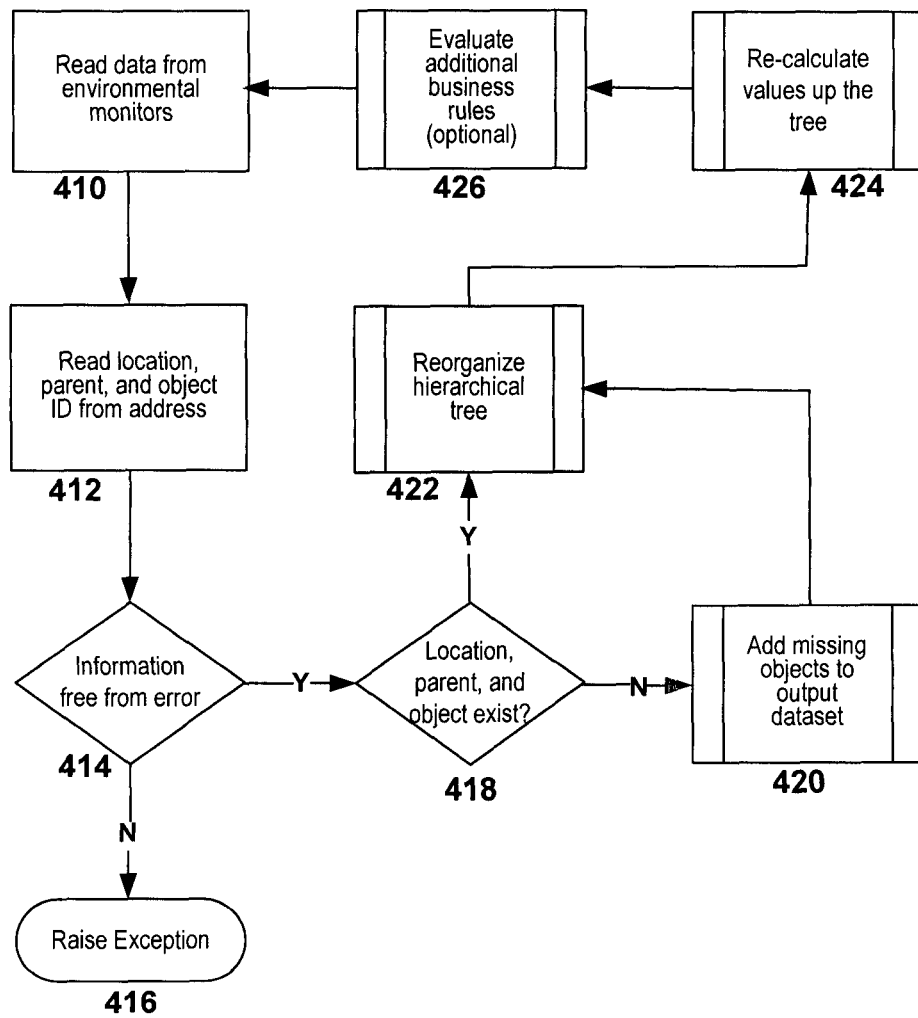 Read data from
environmental
monitors
410
Evaluate
additional
business
rules
(optional)
426
Re-calculate
values up the
tree
424
Read location,
parent, and object
ID from address
412
Reorganize
hierarchical
tree
422
Y
Information
free from error
414
Y
Location,
parent, and
object exist?
418
N
Add missing
objects to
output
dataset
420
N
Raise Exception
416